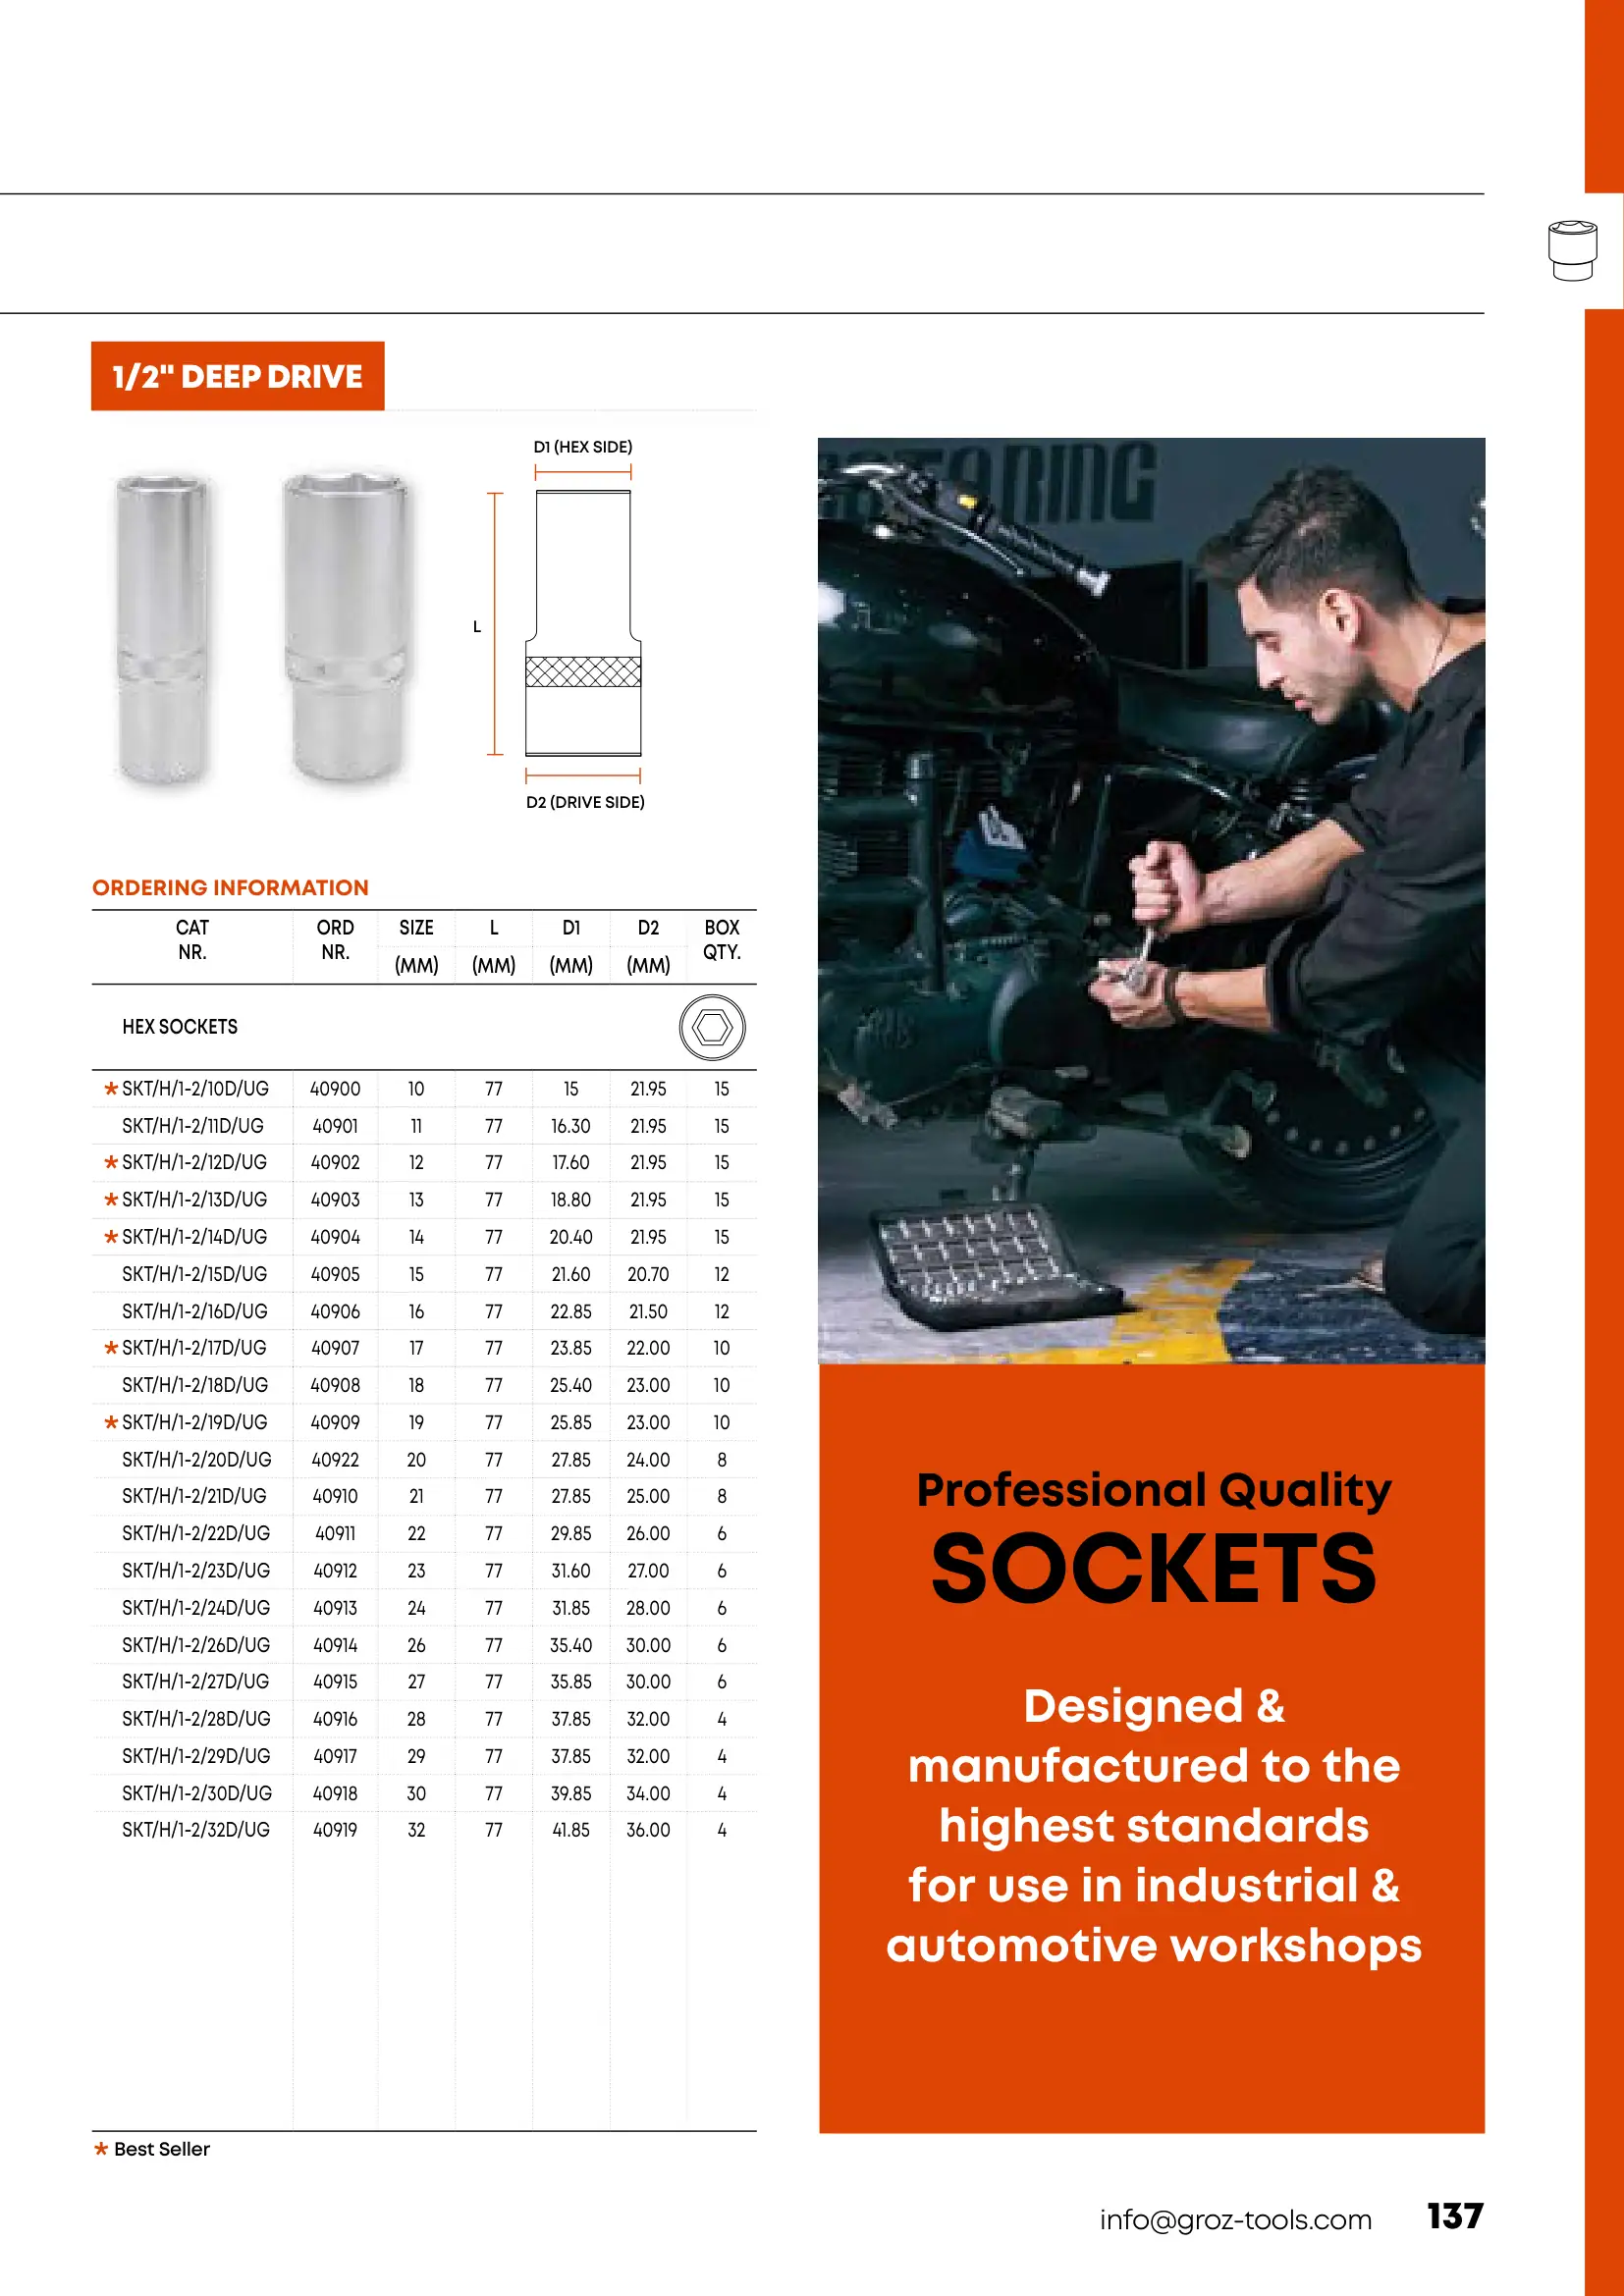 1/2" DEEP DRIVE
D1 (HEX SIDE)
L
D2 (DRIVE SIDE)
ORDERING INFORMATION
CAT NR. ORD NR. SIZE (MM) L (MM) D1 (MM) D2 (MM) BOX QTY.
HEX SOCKETS
* SKT/H/1-2/10D/UG 40900 10 77 15 21.95 15
SKT/H/1-2/11D/UG 40901 11 77 16.30 21.95 15
* SKT/H/1-2/12D/UG 40902 12 77 17.60 21.95 15
* SKT/H/1-2/13D/UG 40903 13 77 18.80 21.95 15
* SKT/H/1-2/14D/UG 40904 14 77 20.40 21.95 15
SKT/H/1-2/15D/UG 40905 15 77 21.60 20.70 12
SKT/H/1-2/16D/UG 40906 16 77 22.85 21.50 12
* SKT/H/1-2/17D/UG 40907 17 77 23.85 22.00 10
SKT/H/1-2/18D/UG 40908 18 77 25.40 23.00 10
* SKT/H/1-2/19D/UG 40909 19 77 25.85 23.00 10
SKT/H/1-2/20D/UG 40922 20 77 27.85 24.00 8
SKT/H/1-2/21D/UG 40910 21 77 27.85 25.00 8
SKT/H/1-2/22D/UG 40911 22 77 29.85 26.00 6
SKT/H/1-2/23D/UG 40912 23 77 31.60 27.00 6
SKT/H/1-2/24D/UG 40913 24 77 31.85 28.00 6
SKT/H/1-2/26D/UG 40914 26 77 35.40 30.00 6
SKT/H/1-2/27D/UG 40915 27 77 35.85 30.00 6
SKT/H/1-2/28D/UG 40916 28 77 37.85 32.00 4
SKT/H/1-2/29D/UG 40917 29 77 37.85 32.00 4
SKT/H/1-2/30D/UG 40918 30 77 39.85 34.00 4
SKT/H/1-2/32D/UG 40919 32 77 41.85 36.00 4
* Best Seller
Professional Quality
SOCKETS
Designed &
manufactured to the
highest standards
for use in industrial &
automotive workshops
info@groz-tools.com 137